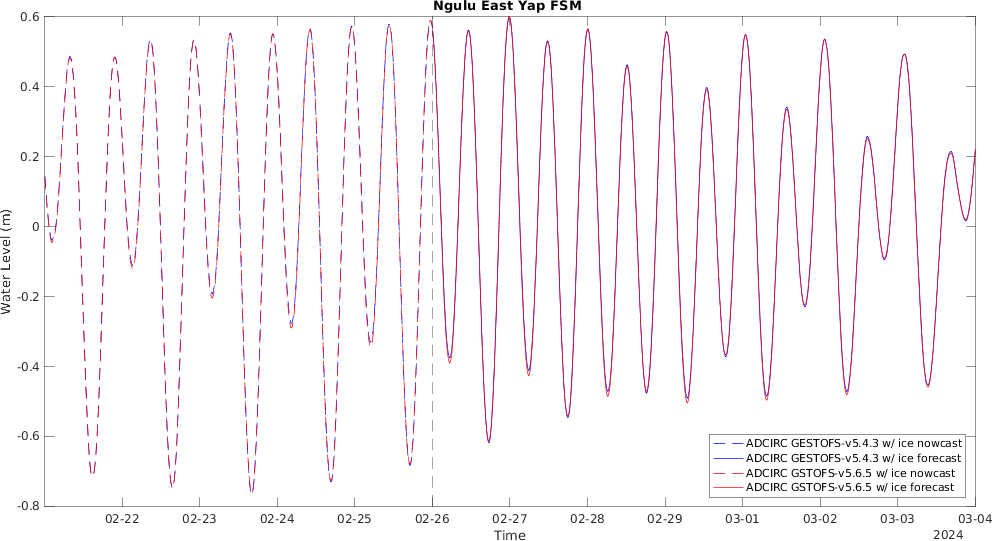 Ngulu East Yap FSM
0.6
0.4
0.2
0
-0.2
-0.4
-0.6
-0.8
Water Level (m)
ADCIRC GESTOFS-v5.4.3 w/ ice nowcast
ADCIRC GESTOFS-v5.4.3 w/ ice forecast
ADCIRC GSTOFS-v5.6.5 w/ ice nowcast
ADCIRC GSTOFS-v5.6.5 w/ ice forecast
02-22 02-23 02-24 02-25 02-26 02-27 02-28 02-29 03-01 03-02 03-03 03-04
Time
2024